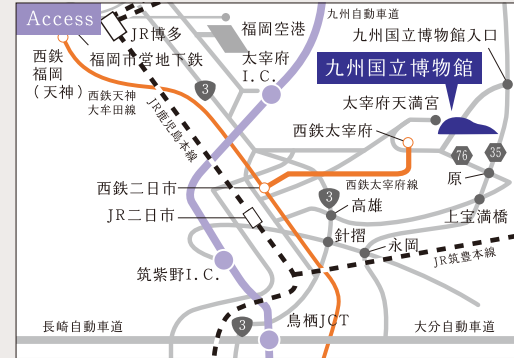 Access
九州自動車道
JR博多
福岡空港
九州国立博物館入口
西鉄
福岡
(天神)
福岡市営地下鉄
太宰府
I.C.
九州国立博物館
3
西鉄天神
大牟田線
太宰府天満宮
JR鹿児島本線
西鉄太宰府
76
35
原
西鉄二日市
西鉄太宰府線
3
高雄
JR二日市
上宝満橋
針摺
永岡
JR筑豊本線
筑紫野I.C.
3
鳥栖JCT
長崎自動車道
大分自動車道